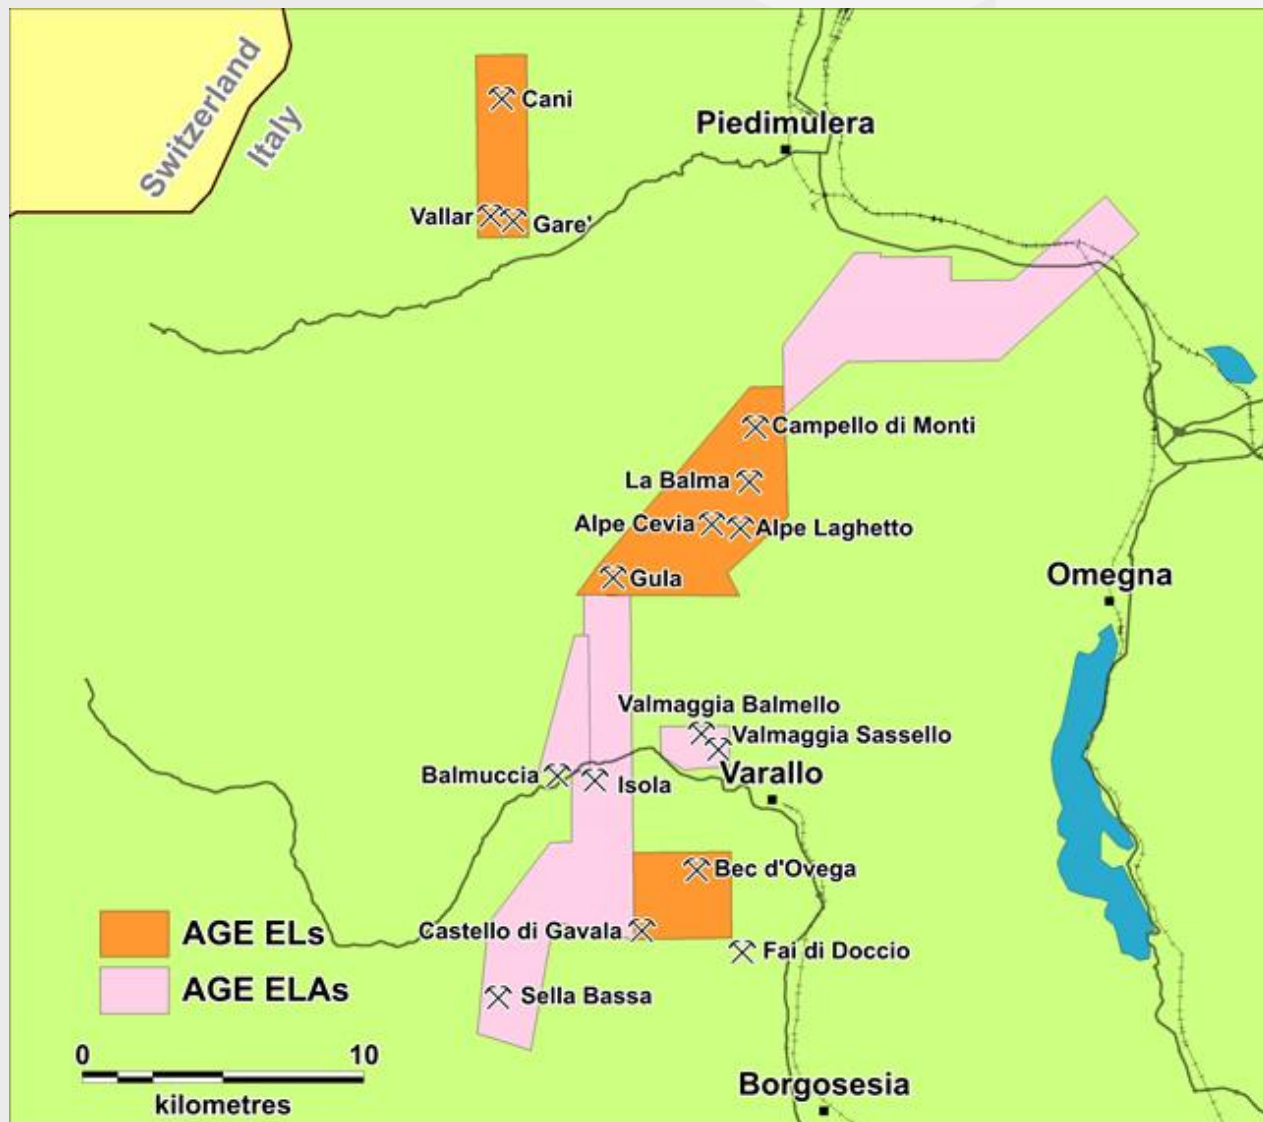 Switzerland
Italy
Cani
Piedimulera
Vallar
Gare'
Campello di Monti
La Balma
Alpe Cevia
Alpe Laghetto
Gula
Omegna
Valmaggia Balmello
Valmaggia Sassello
Varallo
Balmuccia
Isola
Bec d'Ovega
Castello di Gavala
Fai di Doccio
Sella Bassa
AGE ELs
AGE ELAs
0 10
kilometres
Borgosesia